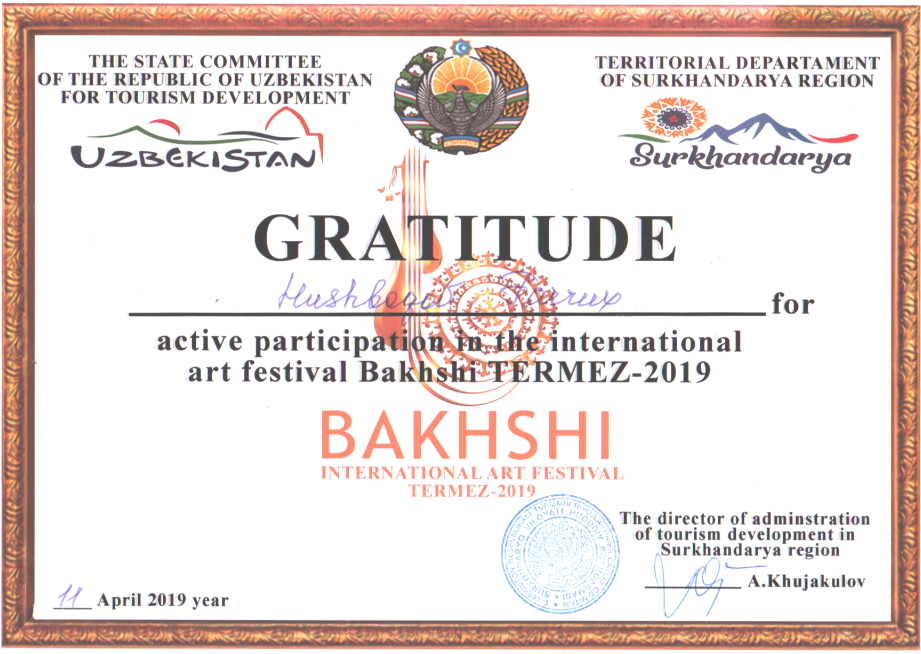 THE STATE COMMITTEE
OF THE REPUBLIC OF UZBEKISTAN
FOR TOURISM DEVELOPMENT
UZBEKISTAN
TERRITORIAL DEPARTAMENT
OF SURKHANDARYA REGION
Surkhandarya
GRATITUDE
for
active participation in the international
art festival Bakhshi TERMEZ-2019
BAKHSHI
INTERNATIONAL ART FESTIVAL
TERMEZ-2019
The director of adminstration
of tourism development in
Surkhandarya region
A.Khujakulov
11 April 2019 year